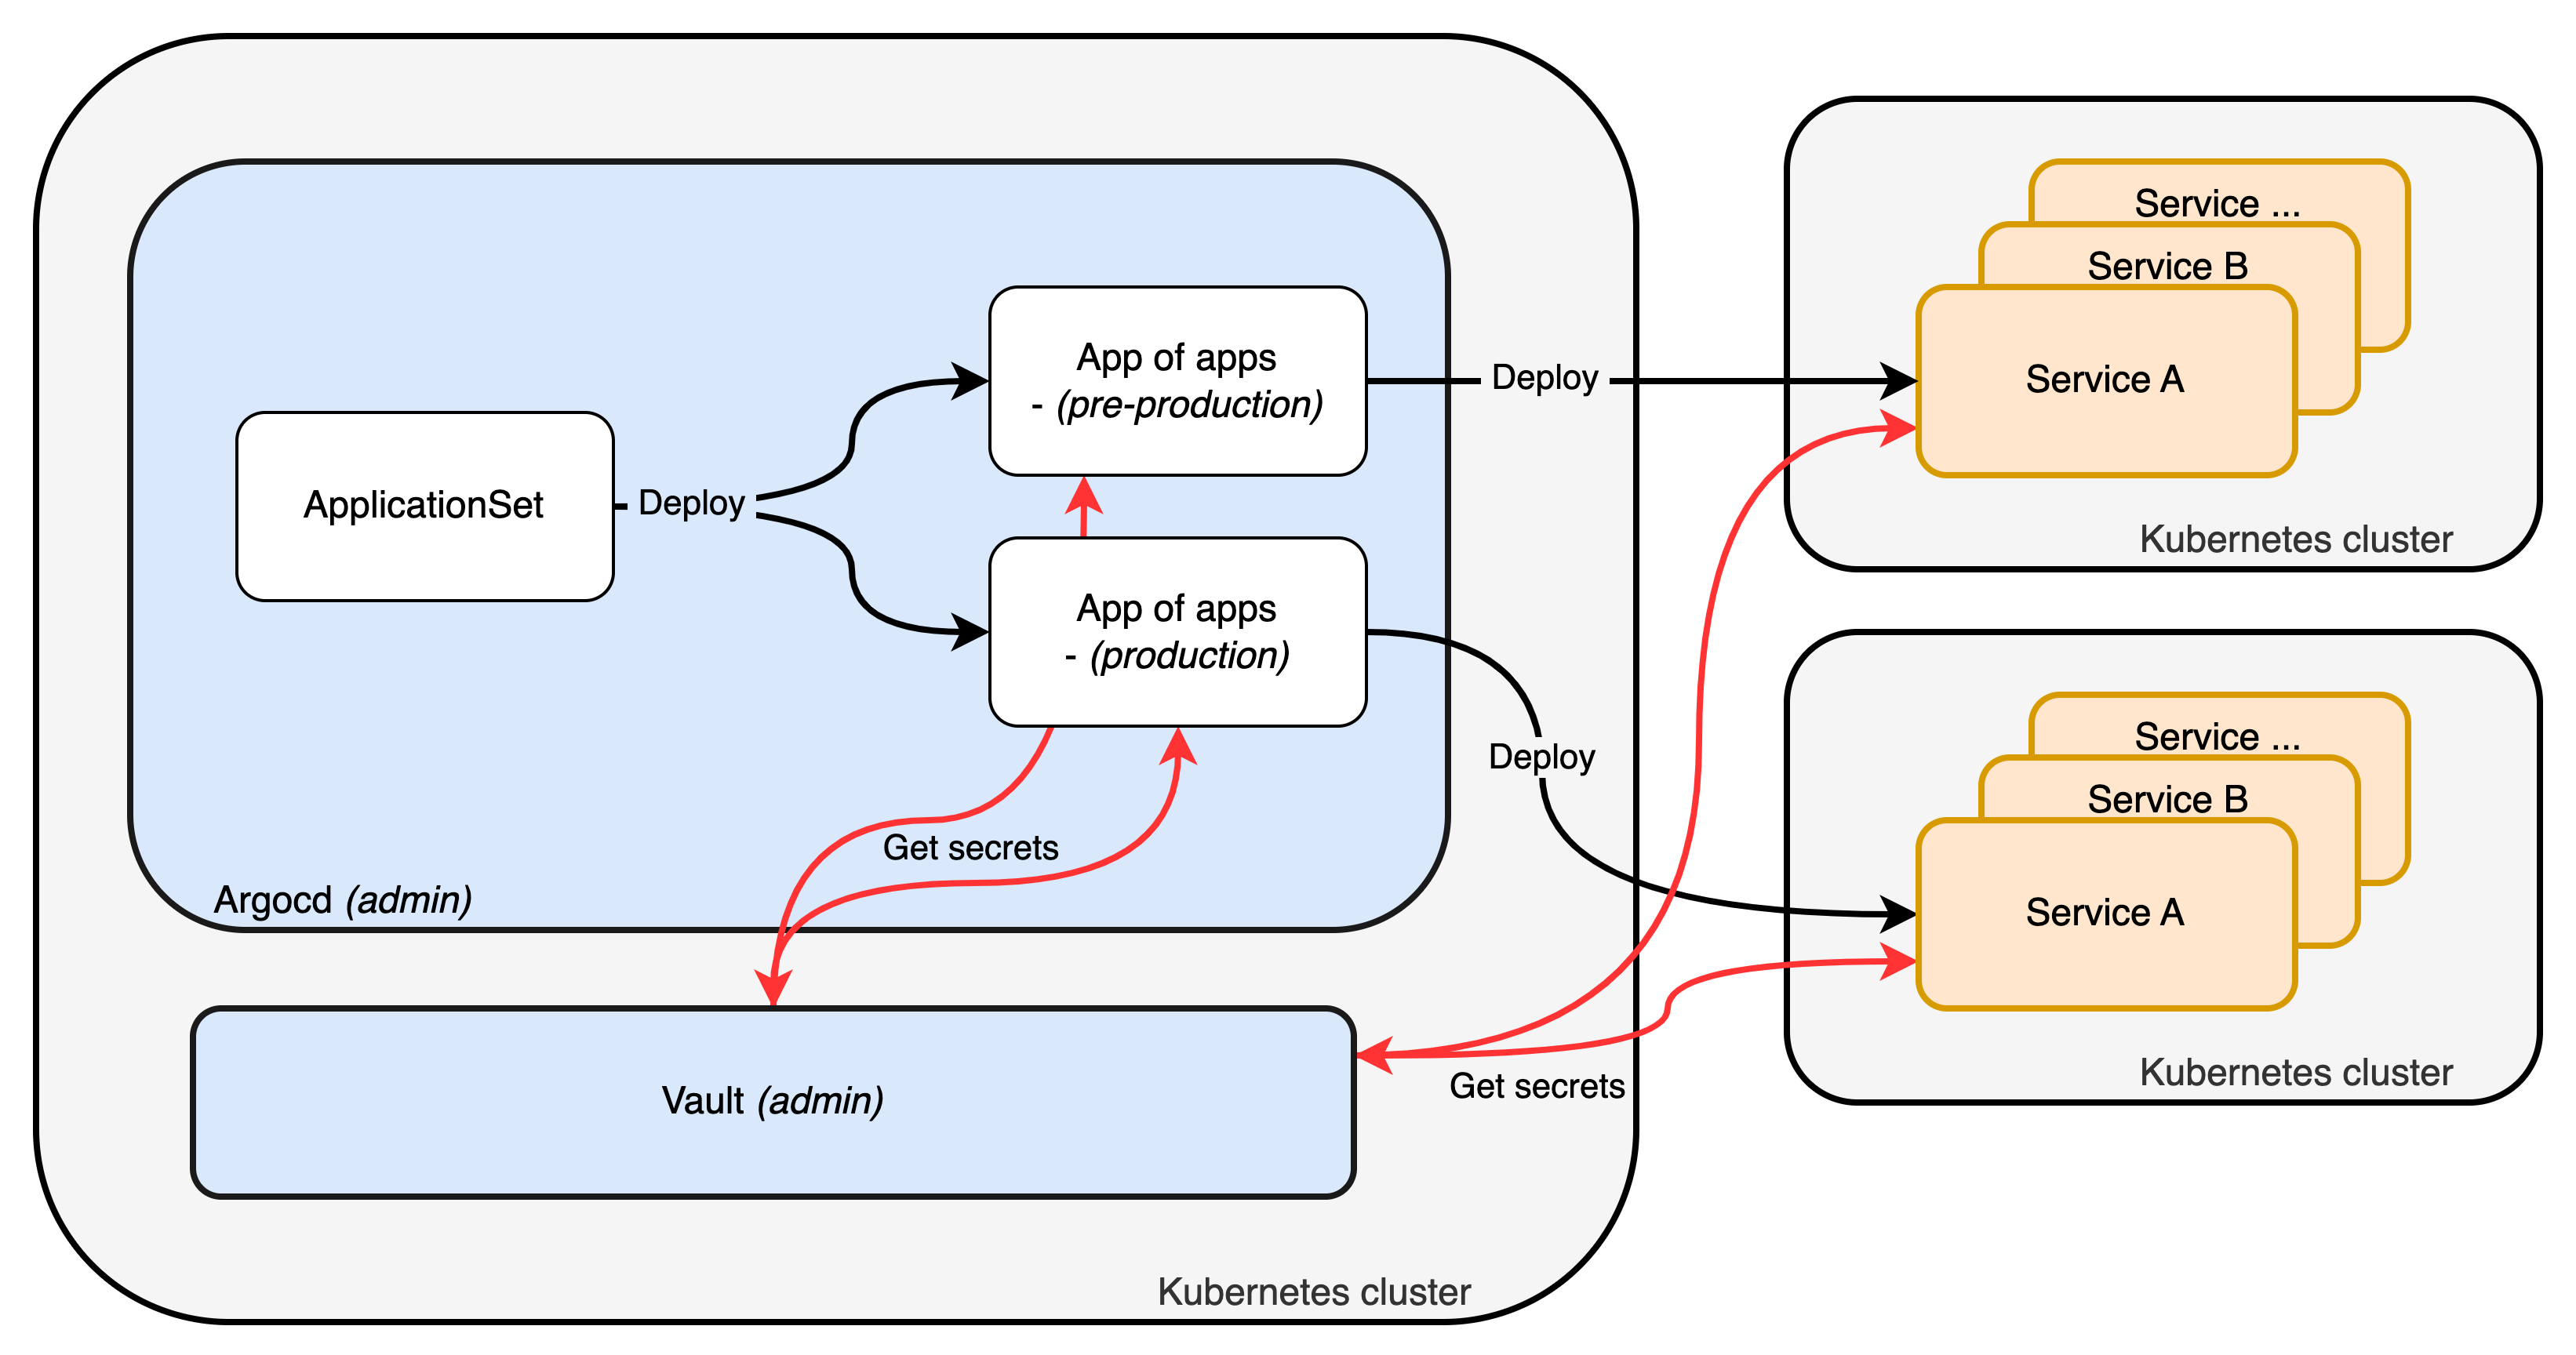 ApplicationSet
Deploy
App of apps
- (pre-production)
App of apps
- (production)
Get secrets
Argocd (admin)
Vault (admin)
Kubernetes cluster
Deploy
Deploy
Get secrets
Service ...
Service B
Service A
Kubernetes cluster
Service ...
Service B
Service A
Kubernetes cluster